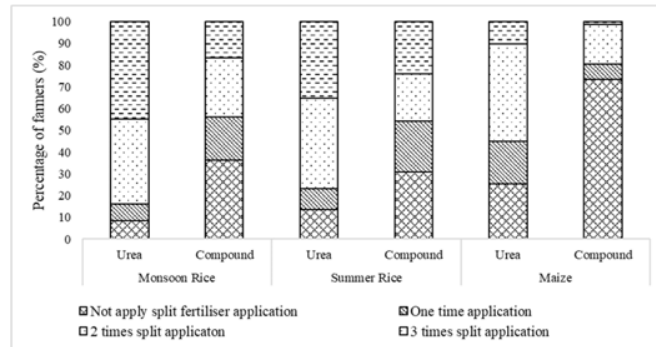 Percentage of farmers (%)
100
90
80
70
60
50
40
30
20
10
0
Urea Compound Urea Compound Urea Compound
Monsoon Rice Summer Rice Maize
Not apply split fertiliser application One time application
2 times split applicaton 3 times split application